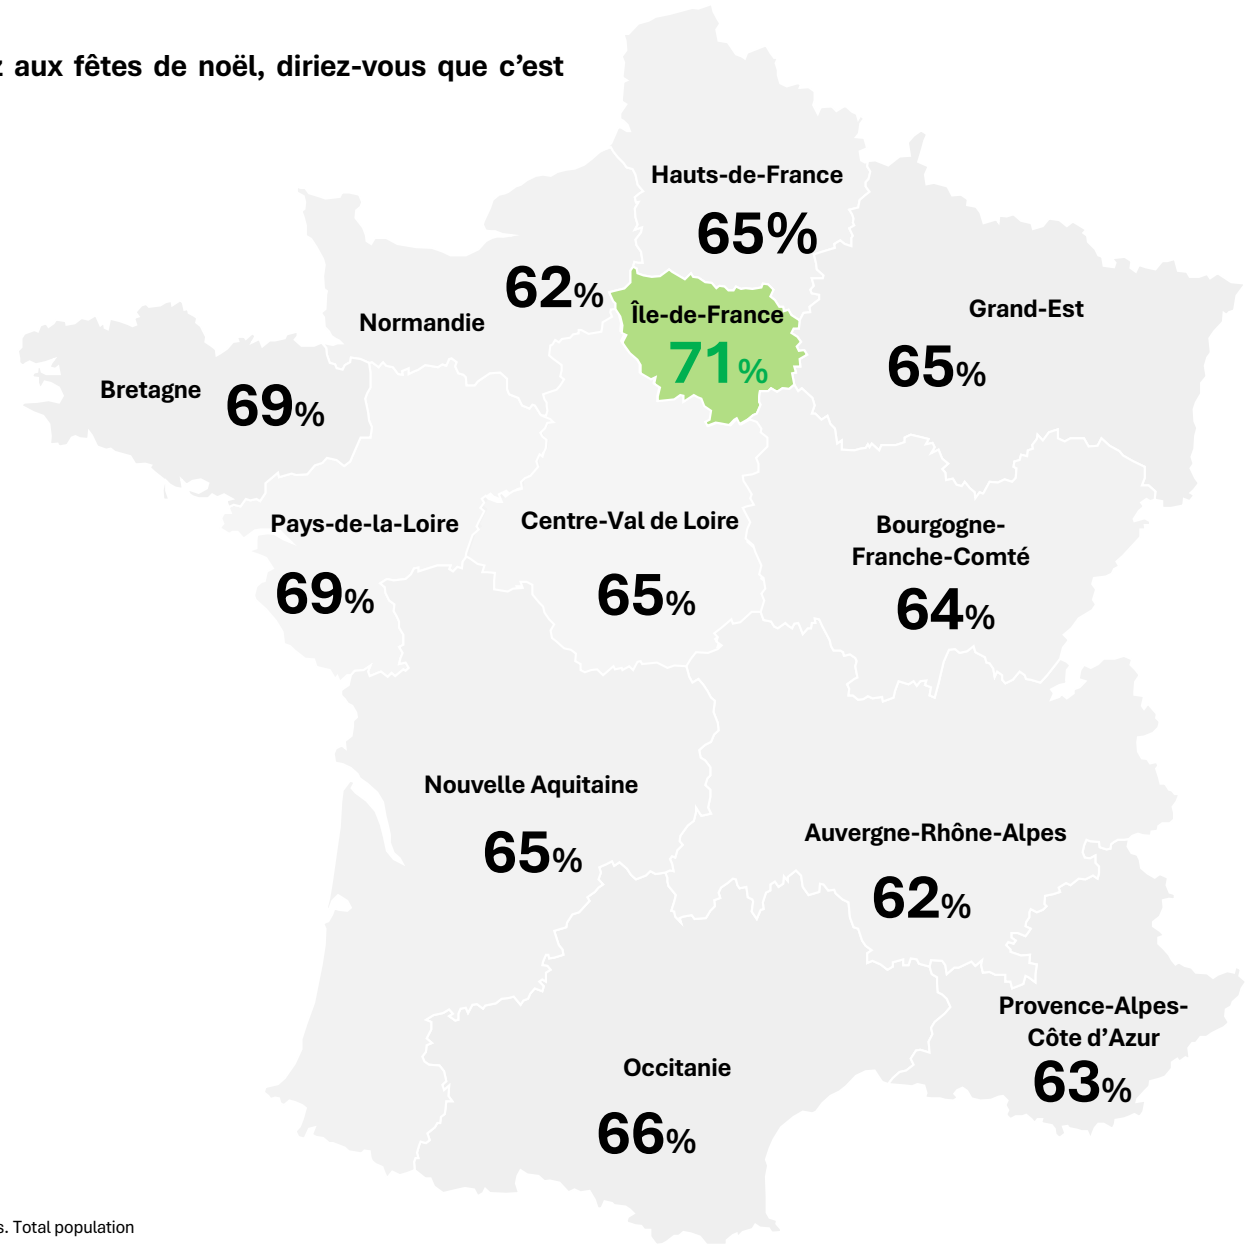 aux fêtes de noël, diriez-vous que c’est
Hauts-de-France
65%
62%
Normandie
Île-de-France
71%
Grand-Est
65%
Bretagne
69%
Pays-de-la-Loire
69%
Centre-Val de Loire
65%
Bourgogne-
Franche-Comté
64%
Nouvelle Aquitaine
65%
Auvergne-Rhône-Alpes
62%
Provence-Alpes-
Côte d’Azur
63%
Occitanie
66%
s. Total population